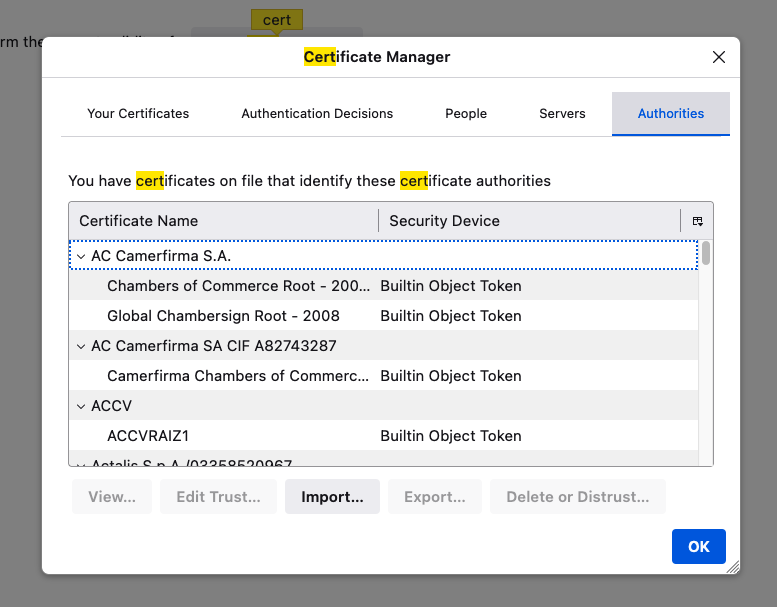 cert
rm the
Certificate Manager
Your Certificates
Authentication Decisions
People
Servers
Authorities
You have certificates on file that identify these certificate authorities
Certificate Name Security Device
AC Camerfirma S.A.
Chambers of Commerce Root - 200... Builtin Object Token
Global Chambersign Root - 2008 Builtin Object Token
AC Camerfirma SA CIF A82743287
Camerfirma Chambers of Commerc... Builtin Object Token
ACCV
ACCVRAIZ1 Builtin Object Token
Actalis S.p.A./03358520967
View... Edit Trust... Import... Export... Delete or Distrust...
OK